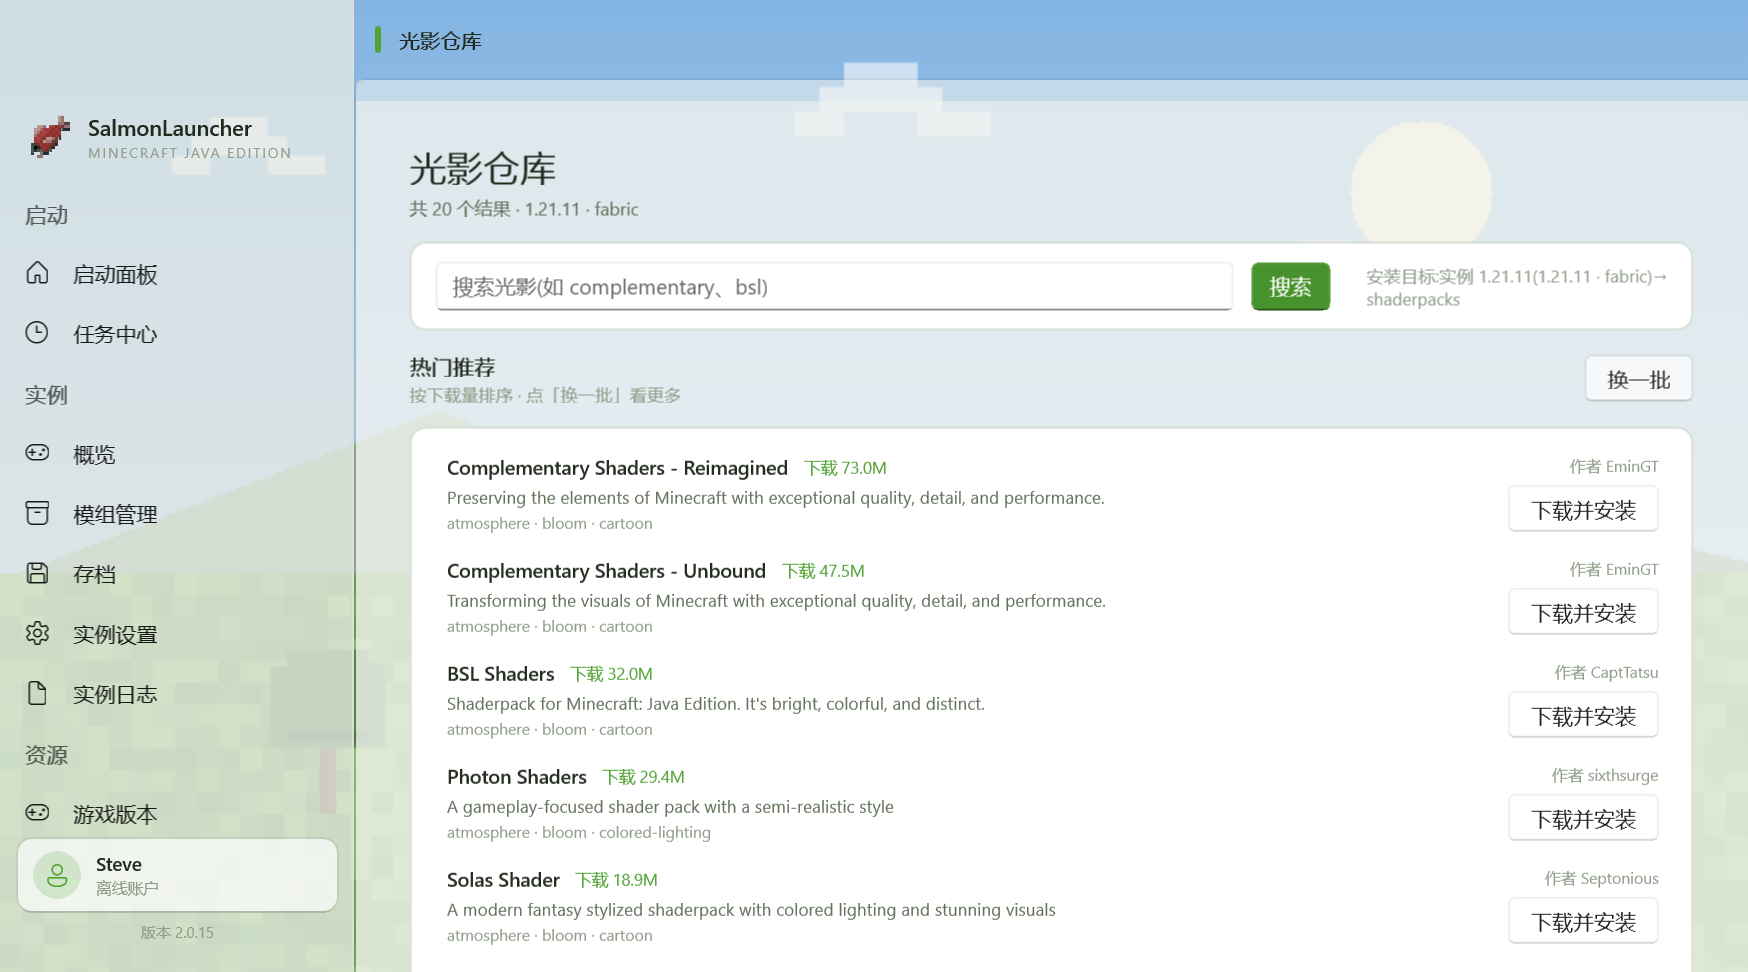 光影仓库
SalmonLauncher
MINECRAFT JAVA EDITION
启动
启动面板
任务中心
实例
概览
模组管理
存档
实例设置
实例日志
资源
游戏版本
Steve
离线账户
版本 2.0.15
光影仓库
共 20 个结果 · 1.21.11 · fabric
搜索光影(如 complementary、bsl)
搜索
安装目标:实例 1.21.11(1.21.11 · fabric)→
shaderpacks
热门推荐
按下载量排序 · 点「换一批」看更多
换一批
Complementary Shaders - Reimagined 下载 73.0M
作者 EminGT
Preserving the elements of Minecraft with exceptional quality, detail, and performance.
atmosphere · bloom · cartoon
下载并安装
Complementary Shaders - Unbound 下载 47.5M
作者 EminGT
Transforming the visuals of Minecraft with exceptional quality, detail, and performance.
atmosphere · bloom · cartoon
下载并安装
BSL Shaders 下载 32.0M
作者 CaptTatsu
Shaderpack for Minecraft: Java Edition. It's bright, colorful, and distinct.
atmosphere · bloom · cartoon
下载并安装
Photon Shaders 下载 29.4M
作者 sixthsurge
A gameplay-focused shader pack with a semi-realistic style
atmosphere · bloom · colored-lighting
下载并安装
Solas Shader 下载 18.9M
作者 Septonious
A modern fantasy stylized shaderpack with colored lighting and stunning visuals
atmosphere · bloom · cartoon
下载并安装